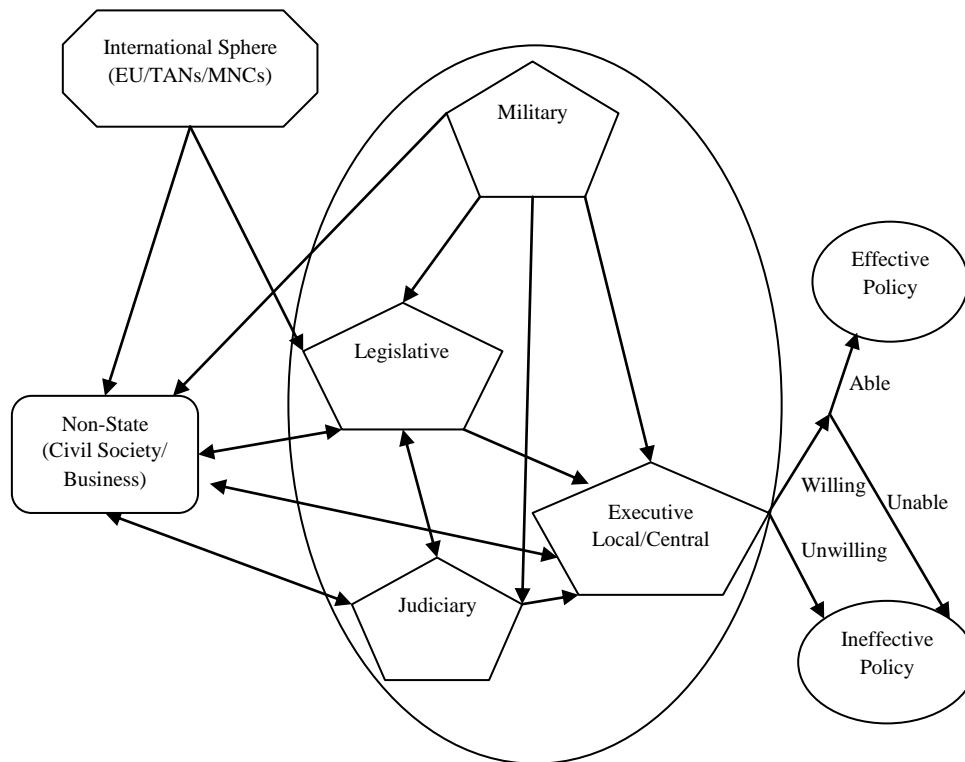 International Sphere
(EU/TANs/MNCs)
Military
Effective
Policy
Legislative
Able
Non-State
(Civil Society/
Business)
Willing
Unable
Executive
Local/Central
Unwilling
Judiciary
Ineffective
Policy